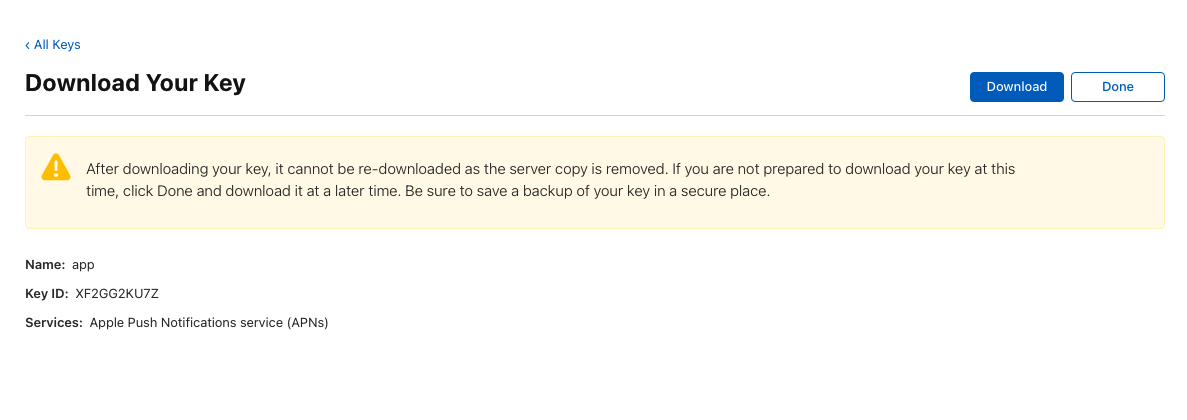 ‹ All Keys
Download Your Key
Download
Done
After downloading your key, it cannot be re-downloaded as the server copy is removed. If you are not prepared to download your key at this
time, click Done and download it at a later time. Be sure to save a backup of your key in a secure place.
Name: app
Key ID: XF2GG2KU7Z
Services: Apple Push Notifications service (APNs)